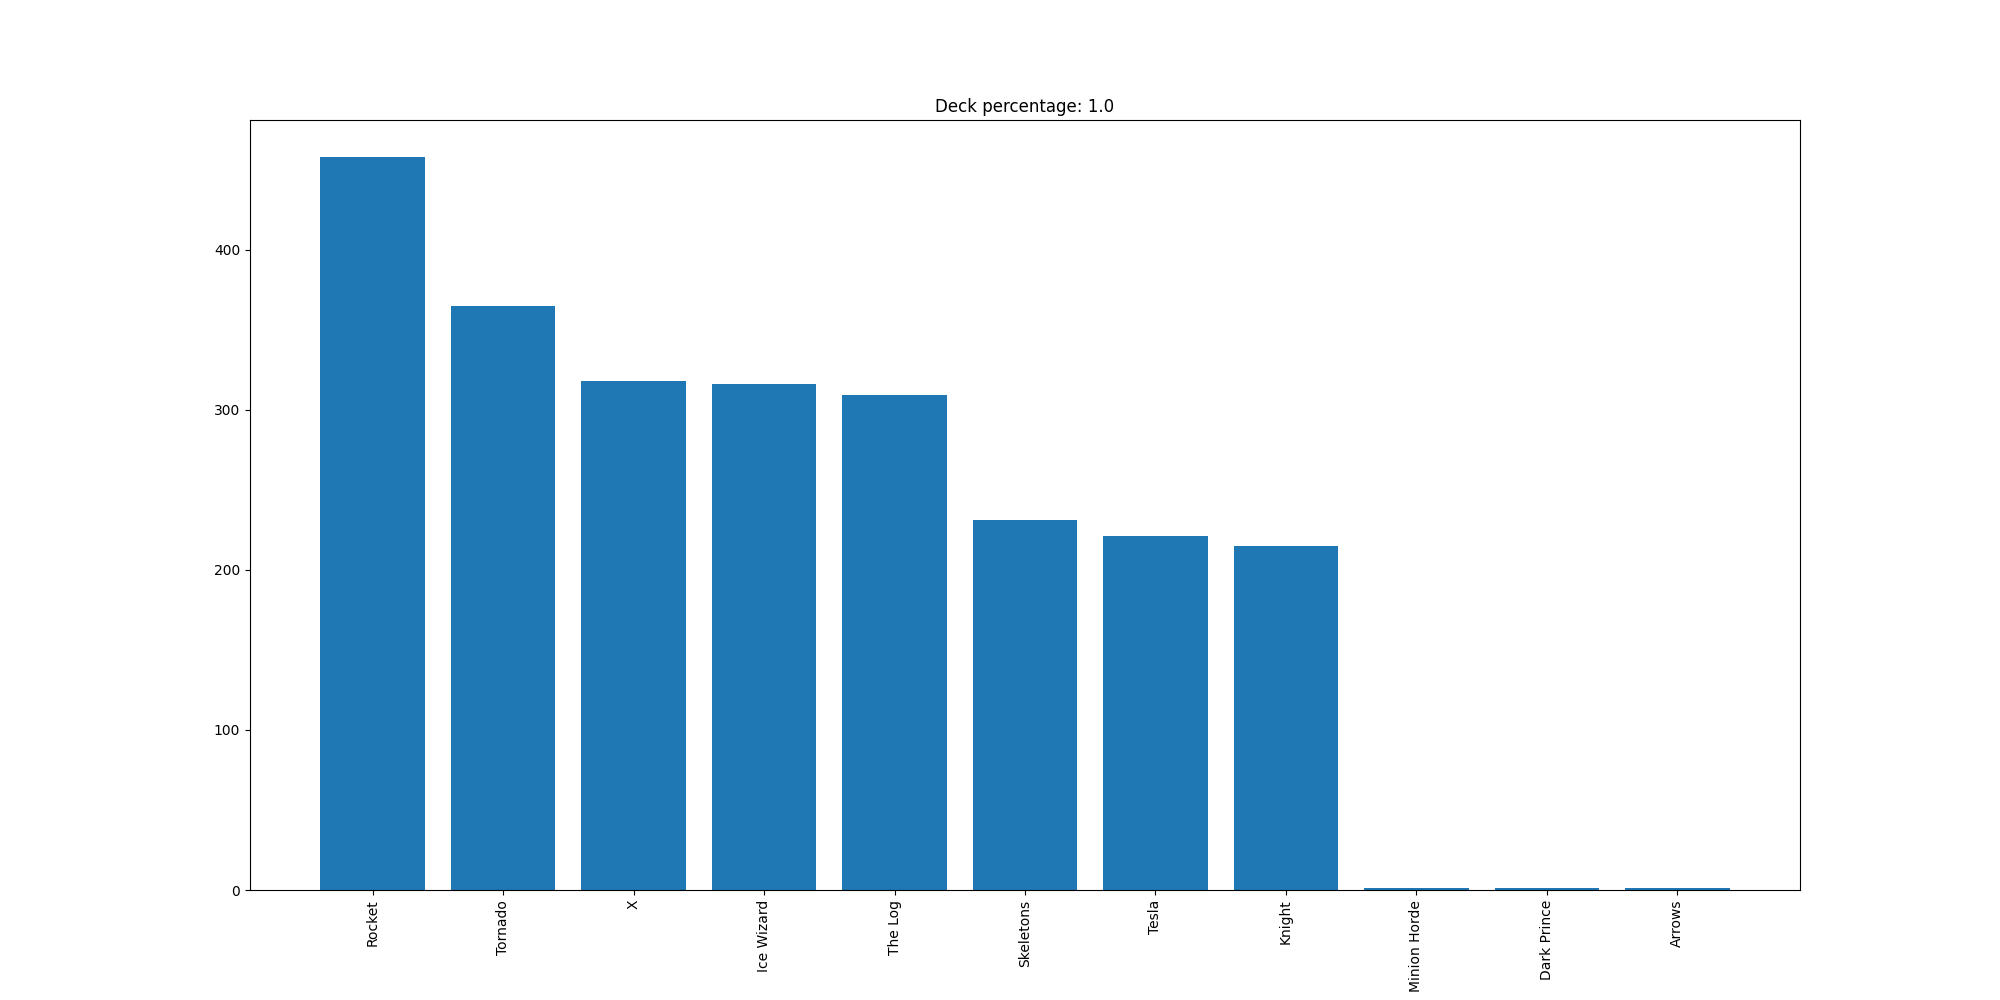 Deck percentage: 1.0
400
300
200
100
0
Rocket
Tornado
X
Ice Wizard
The Log
Skeletons
Tesla
Knight
Minion Horde
Dark Prince
Arrows